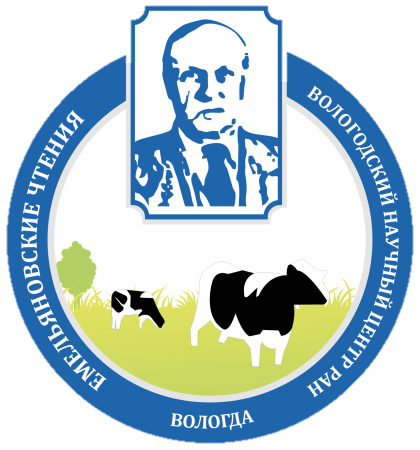 ЕМЕЛЬЯНОВСКИЕ ЧТЕНИЯ
ВОЛОГОДСКИЙ НАУЧНЫЙ ЦЕНТР РАН
ВОЛОГДА